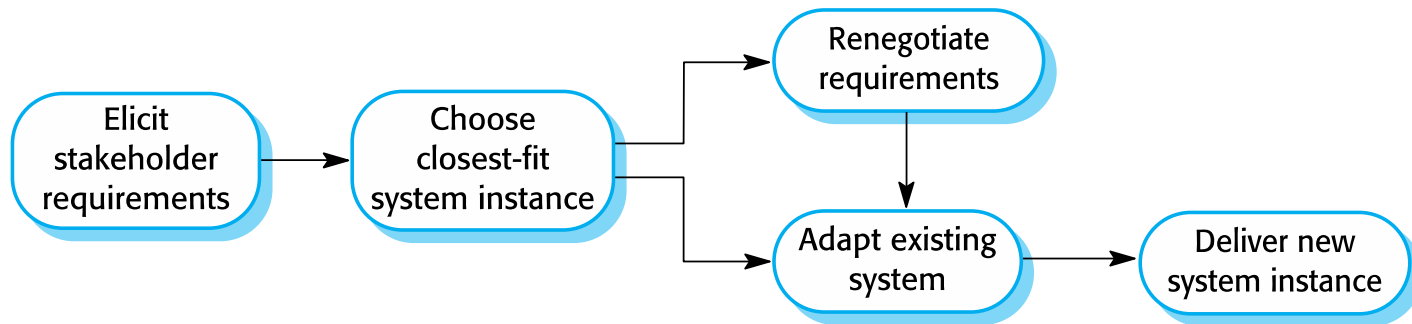 Elicit
stakeholder
requirements
Choose
closest-fit
system instance
Renegotiate
requirements
Adapt existing
system
Deliver new
system instance